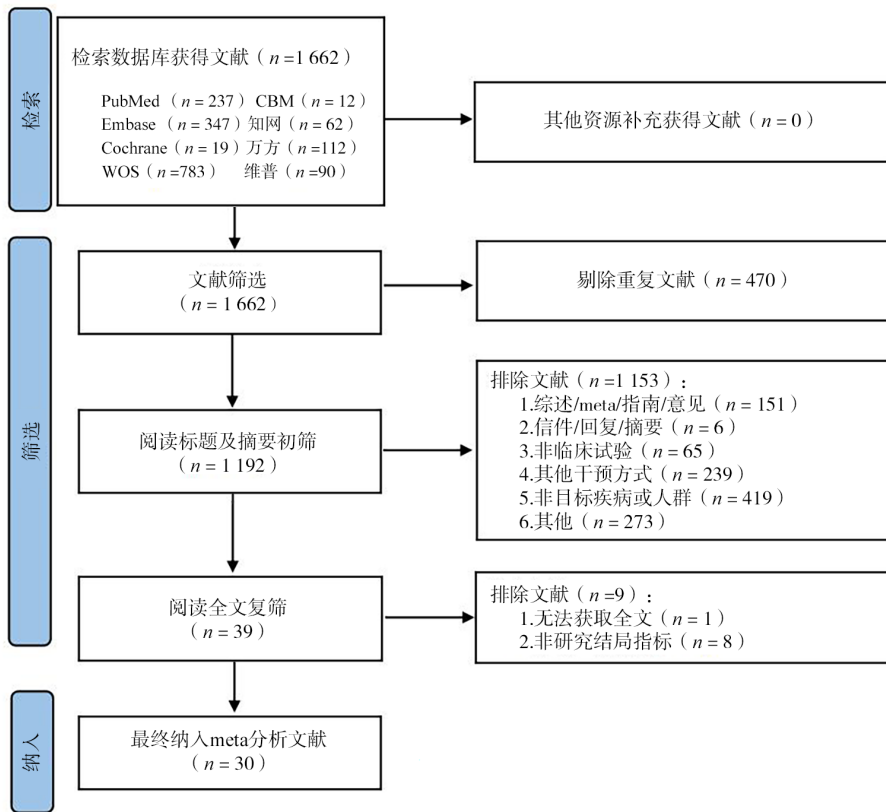 检索
检索数据库获得文献（n=1 662）
PubMed（n = 237） CBM（n = 12）
Embase（n = 347）知网（n = 62）
Cochrane（n = 19）万方（n =112）
WOS（n =783） 维普（n =90）
其他资源补充获得文献（n = 0）
筛选
文献筛选
（n = 1 662）
剔除重复文献（n = 470）
阅读标题及摘要初筛
（n = 1 192）
排除文献（n =1 153）：
1.综述/meta/指南/意见（n = 151）
2.信件/回复/摘要（n = 6）
3.非临床试验（n = 65）
4.其他干预方式（n = 239）
5.非目标疾病或人群（n = 419）
6.其他（n = 273）
阅读全文复筛
（n = 39）
排除文献（n =9）：
1.无法获取全文（n = 1）
2.非研究结局指标（n = 8）
纳入
最终纳入meta分析文献
（n = 30）